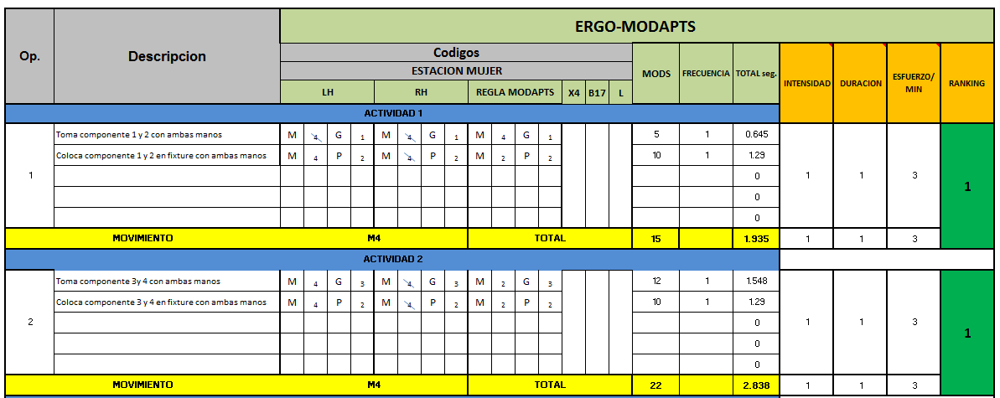 ERGO-MODAPTS
Op. Descripcion Codigos MODS FRECUENCIA TOTAL seg. INTENSIDAD DURACION ESFUERZO/ MIN RANKING
ESTACION MUJER
LH RH REGLA MODAPTS X4 B17 L
ACTIVIDAD 1
Toma componente 1 y 2 con ambas manos M 4 G 1 M 4 G 1 M 4 G 1 5 1 0.645
Coloca componente 1 y 2 en fixture con ambas manos M 4 P 2 M 4 P 2 M 2 P 2 10 1 1.29
1 0 1 1 3 1
0
0
MOVIMIENTO M4 TOTAL 15 1.935 1 1 3
ACTIVIDAD 2
Toma componente 3y 4 con ambas manos M 4 G 3 M 4 G 3 M 2 G 3 12 1 1.548
Coloca componente 3 y 4 en fixture con ambas manos M 4 P 2 M 4 P 2 M 2 P 2 10 1 1.29
2 0 1 1 3 1
0
0
MOVIMIENTO M4 TOTAL 22 2.838 1 1 3